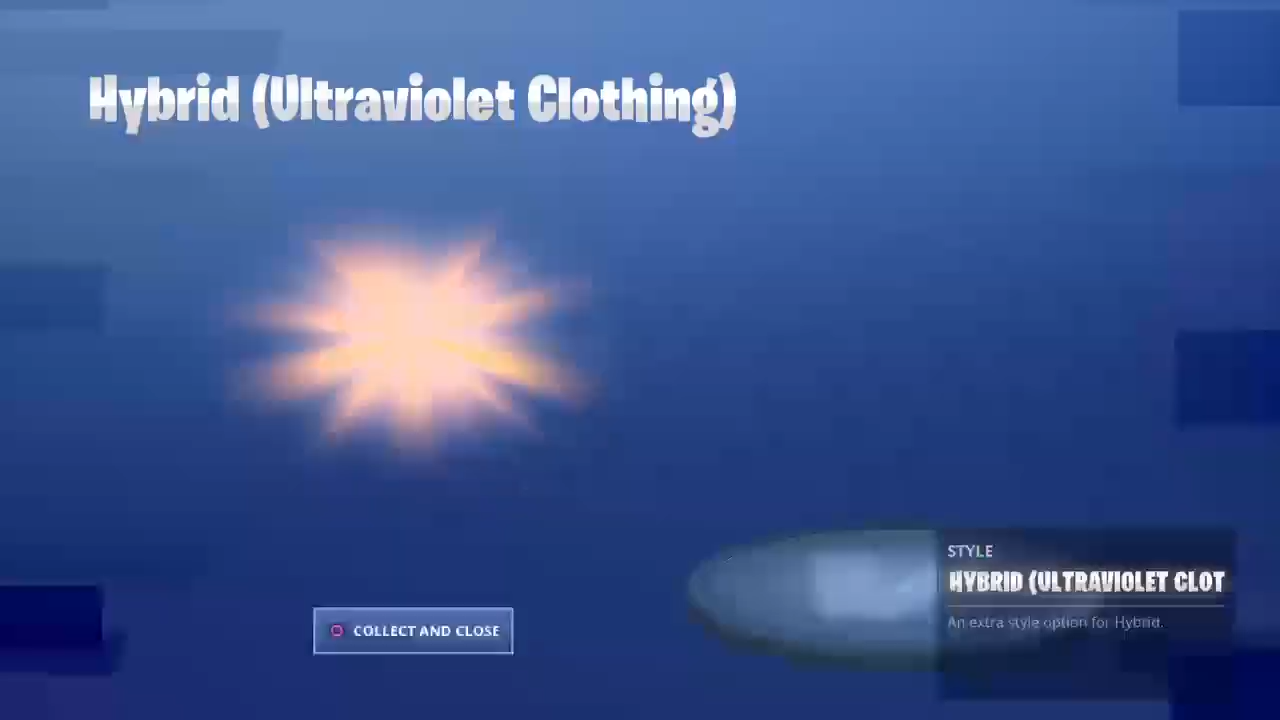 Hybrid (Ultraviolet Clothing)
STYLE
HYBRID (ULTRAVIOLET CLOT
An extra style option for Hybrid.
COLLECT AND CLOSE